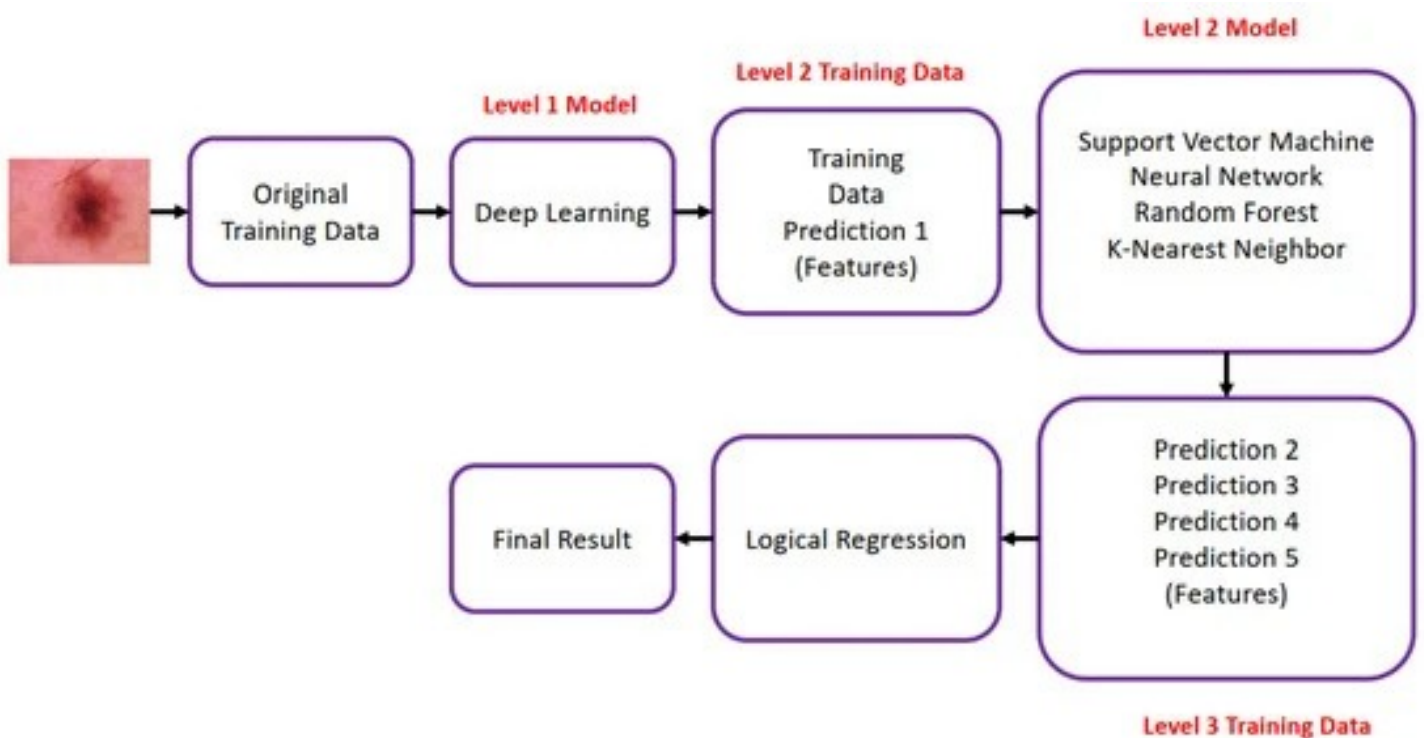 Level 1 Model
Level 2 Training Data
Level 2 Model
Original
Training Data
Deep Learning
Training
Data
Prediction 1
(Features)
Support Vector Machine
Neural Network
Random Forest
K-Nearest Neighbor
Prediction 2
Prediction 3
Prediction 4
Prediction 5
(Features)
Level 3 Training Data
Logical Regression
Final Result